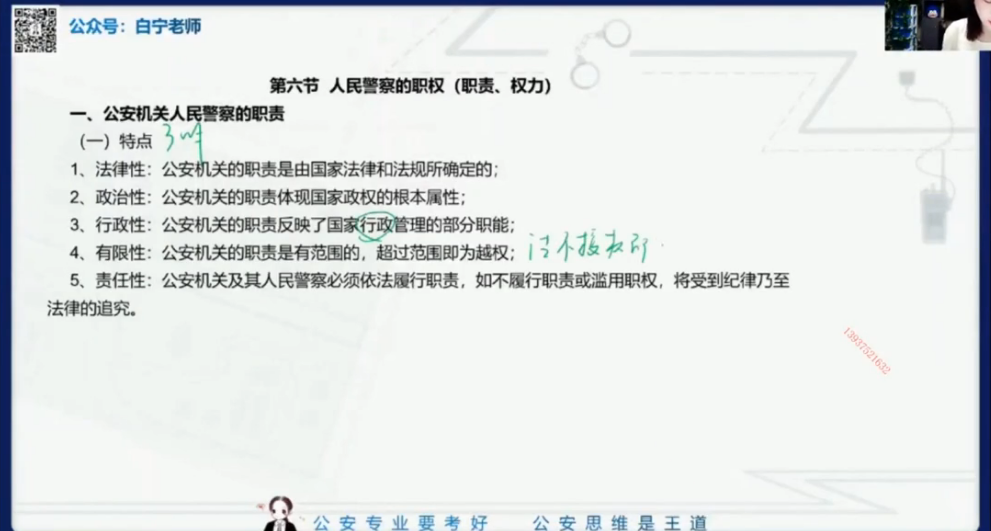 公众号：白宁老师
第六节 人民警察的职权（职责、权力）
一、公安机关人民警察的职责
（一）特点 了解
1、法律性：公安机关的职责是由国家法律和法规所确定的；
2、政治性：公安机关的职责体现国家政权的根本属性；
3、行政性：公安机关的职责反映了国家行政管理的部分职能；
4、有限性：公安机关的职责是有范围的，超过范围即为越权；法不授权即
5、责任性：公安机关及其人民警察必须依法履行职责，如不履行职责或滥用职权，将受到纪律乃至
法律的追究。
13937521632
公安专业要考好 公安思维是王道